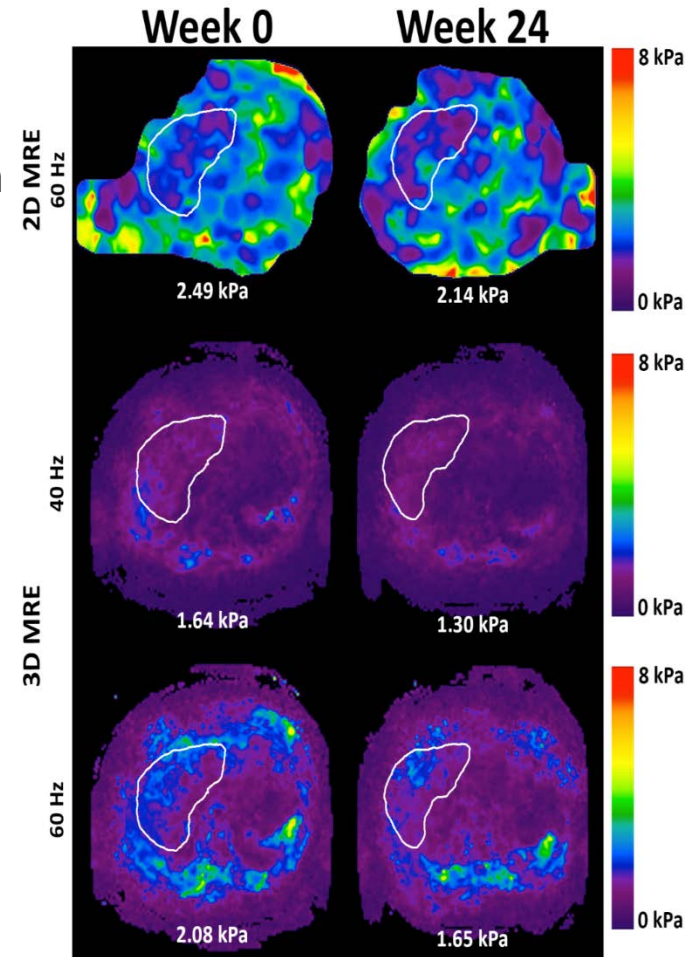 Week 0 Week 24
2D MRE
60 Hz
8 kPa
0 kPa
2.49 kPa 2.14 kPa
3D MRE
40 Hz
8 kPa
0 kPa
1.64 kPa 1.30 kPa
60 Hz
8 kPa
0 kPa
2.08 kPa 1.65 kPa